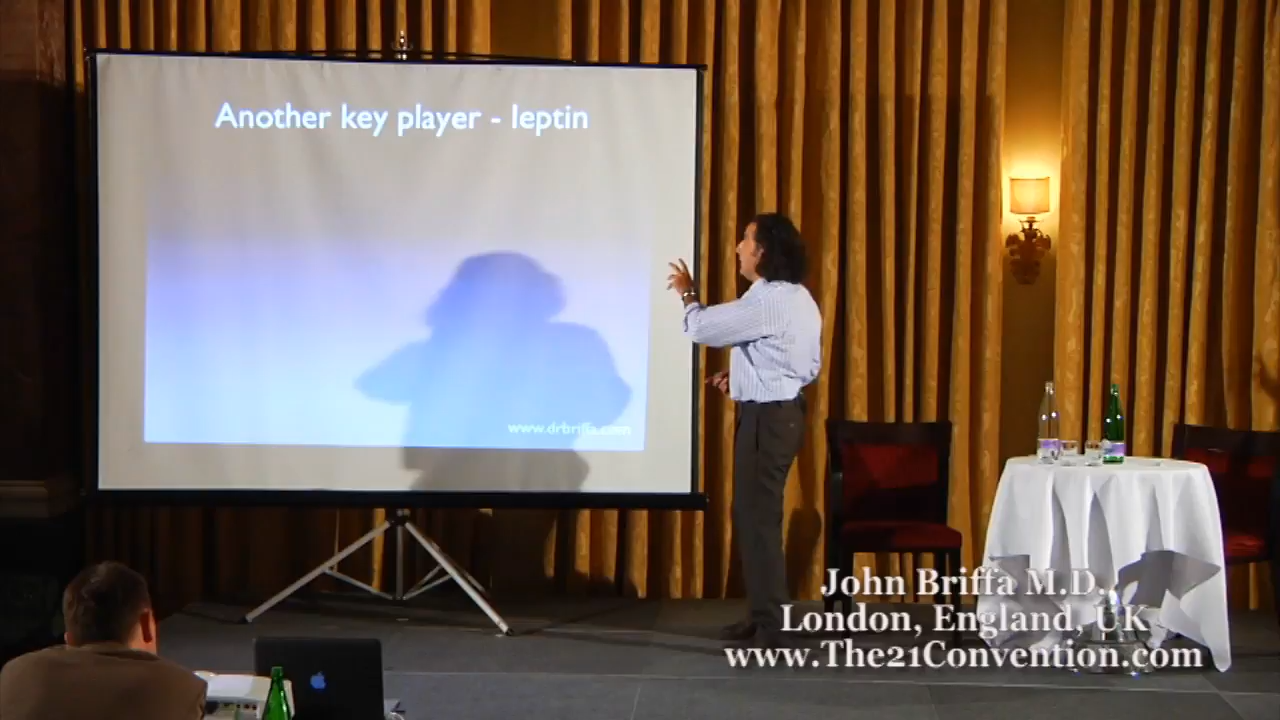 Another key player - leptin
www.drbriffa.com
John Briffa M.D.,
London, England, UK
www.The21Convention.com